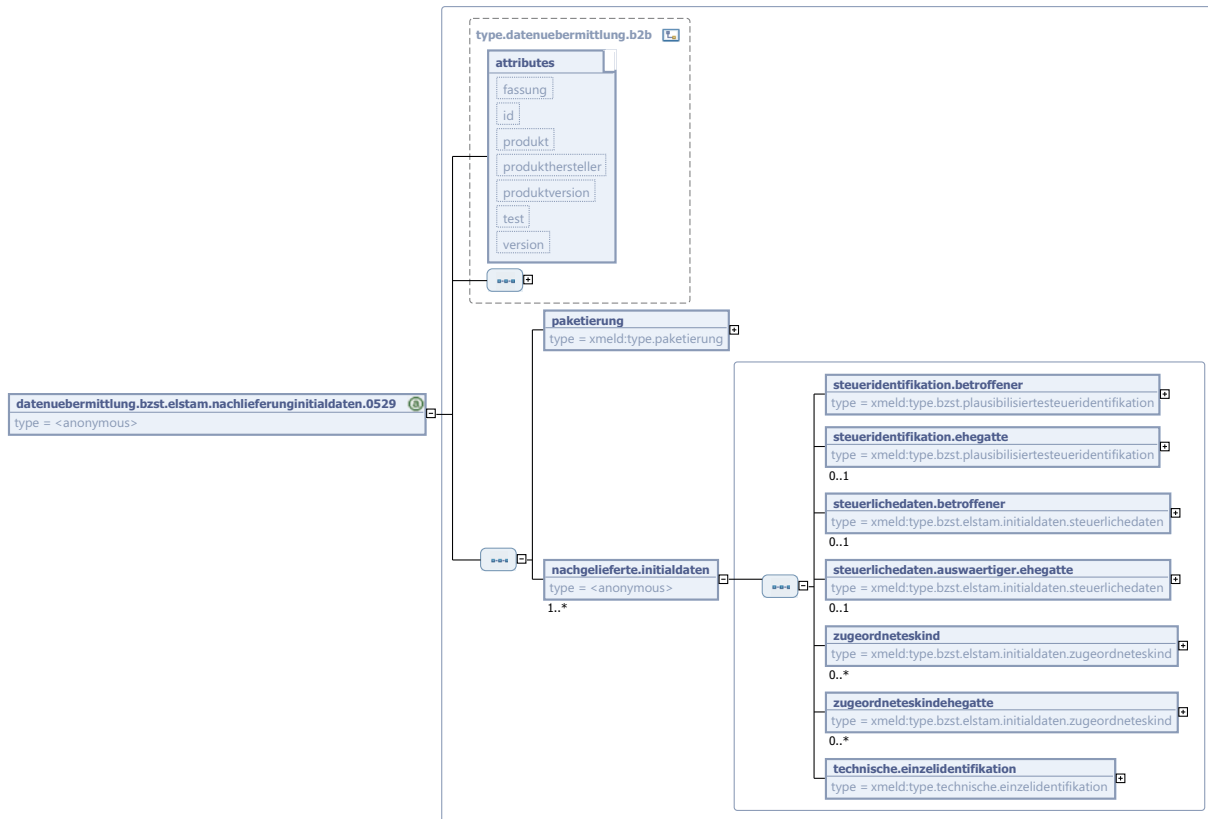 type.datenuebermittlung.b2b
attributes
fassung
id
produkt
produkthersteller
produktversion
test
version
paketierung
type = xmeld:type.paketierung
datenuebermittlung.bzst.elstam.nachlieferunginitialdaten.0529
a
type = <anonymous>
nachgelieferte.initialdaten
type = <anonymous>
1..*
steueridentifikation.betroffener
type = xmeld:type.bzst.plausibilisiertesteueridentifikation
steueridentifikation.ehegatte
type = xmeld:type.bzst.plausibilisiertesteueridentifikation
0..1
steuerlichedaten.betroffener
type = xmeld:type.bzst.elstam.initialdaten.steuerlichedaten
0..1
steuerlichedaten.auswaertiger.ehegatte
type = xmeld:type.bzst.elstam.initialdaten.steuerlichedaten
0..1
zugeordneteskind
type = xmeld:type.bzst.elstam.initialdaten.zugeordneteskind
0..*
zugeordneteskindehegatte
type = xmeld:type.bzst.elstam.initialdaten.zugeordneteskind
0..*
technische.einzelidentifikation
type = xmeld:type.technische.einzelidentifikation